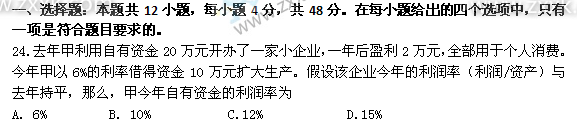 一、选择题。本题共 12 小题，每小题 4 分，共 48 分。在每小题给出的四个选项中，只有
一项是符合题目要求的。
24.去年甲利用自有资金 20 万元开办了一家小企业，一年后盈利 2 万元，全部用于个人消费。
今年甲以 6%的利率借得资金 10 万元扩大生产。假设该企业今年的利润率（利润/资产）与
去年持平，那么，甲今年自有资金的利润率为
A. 6% B. 10% C.12% D.15%